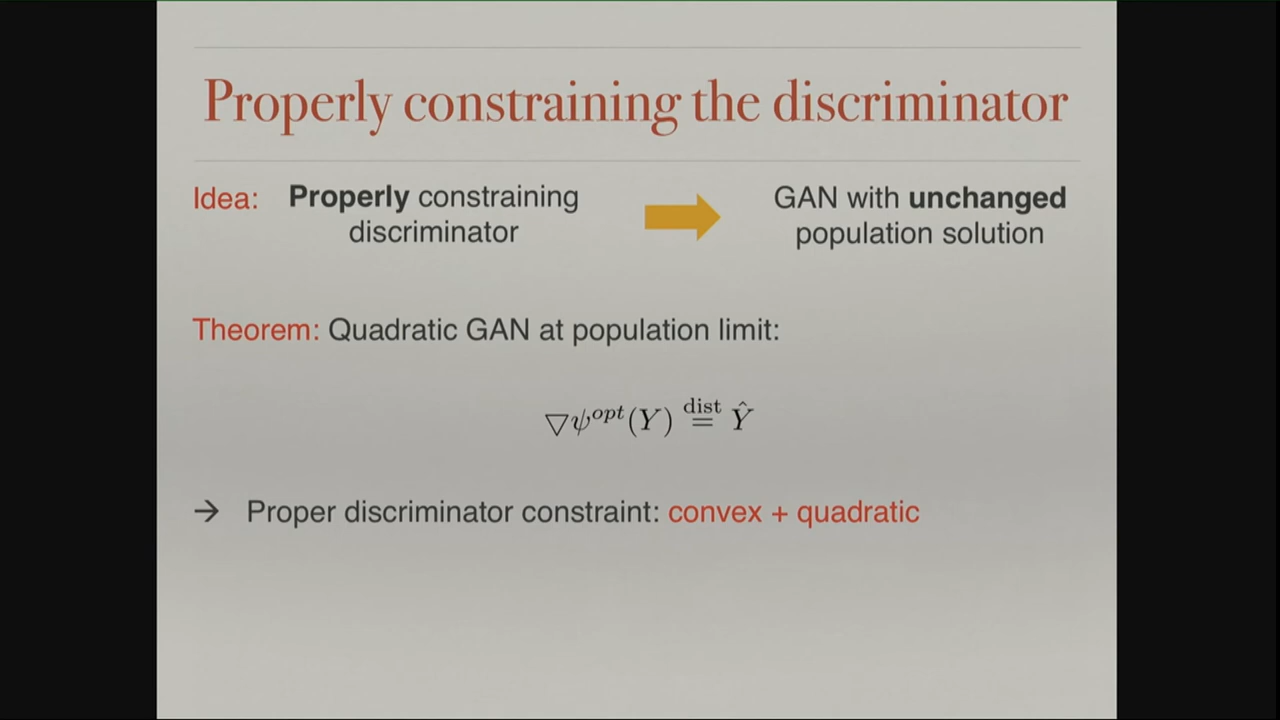 Properly constraining the discriminator
Idea: Properly constraining discriminator
GAN with unchanged population solution
Theorem: Quadratic GAN at population limit:
▽ψ^{opt}(Y) \overset{dist}{=} Ŷ
→ Proper discriminator constraint: convex + quadratic